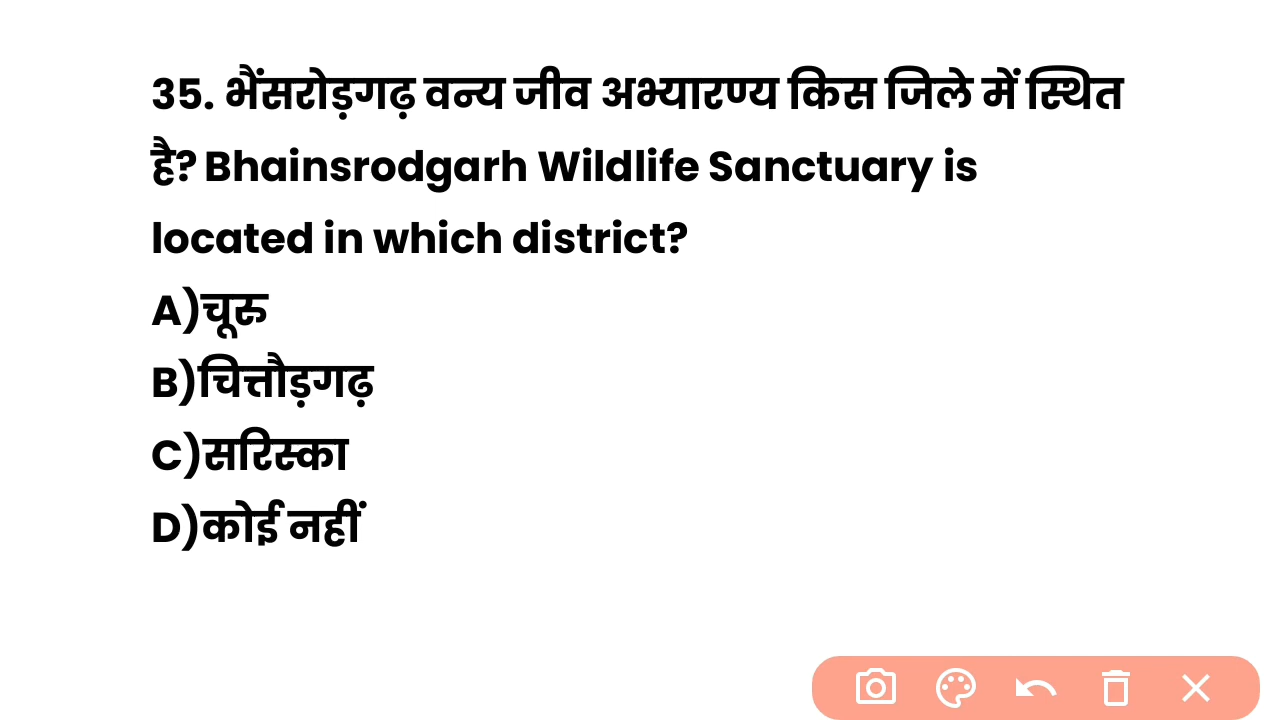 35. भैंसरोड़गढ़ वन्य जीव अभ्यारण्य किस जिले में स्थित
है? Bhainsrodgarh Wildlife Sanctuary is
located in which district?
A)चूरु
B)चित्तौड़गढ़
C)सरिस्का
D)कोई नहीं